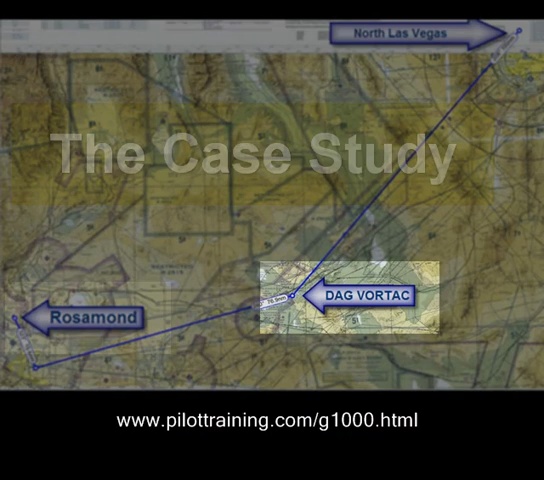 North Las Vegas
The Case Study
DAG VORTAC
Rosamond
www.pilottraining.com/g1000.html